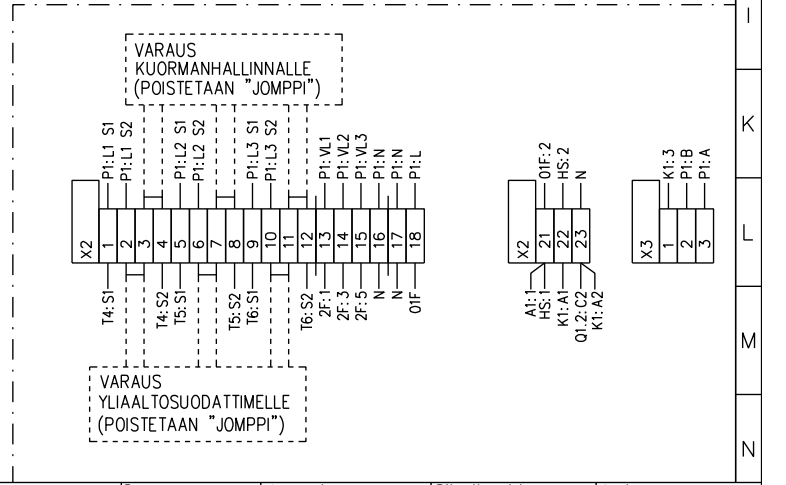 I
K
L
M
N
VARAUS
KUORMANHALLINNALLE
(POISTETAAN "JOMPPI")
P1:L1 S1
P1:L1 S2
P1:L2 S1
P1:L2 S2
P1:L3 S1
P1:L3 S2
P1:VL1
P1:VL2
P1:VL3
P1:N
P1:N
P1:L
X2
1
2
3
4
5
6
7
8
9
10
11
12
13
14
15
16
17
18
T4:S1
T4:S2
T5:S1
T5:S2
T6:S1
T6:S2
2F:1
2F:3
2F:5
N
N
01F
01F:2
HS:2
N
X2
21
22
23
A1:1
HS:1
K1:A1
Q1.2:C2
K1:A2
K1:3
P1:B
P1:A
X3
1
2
3
VARAUS
YLIAALTOSUODATTIMELLE
(POISTETAAN "JOMPPI")